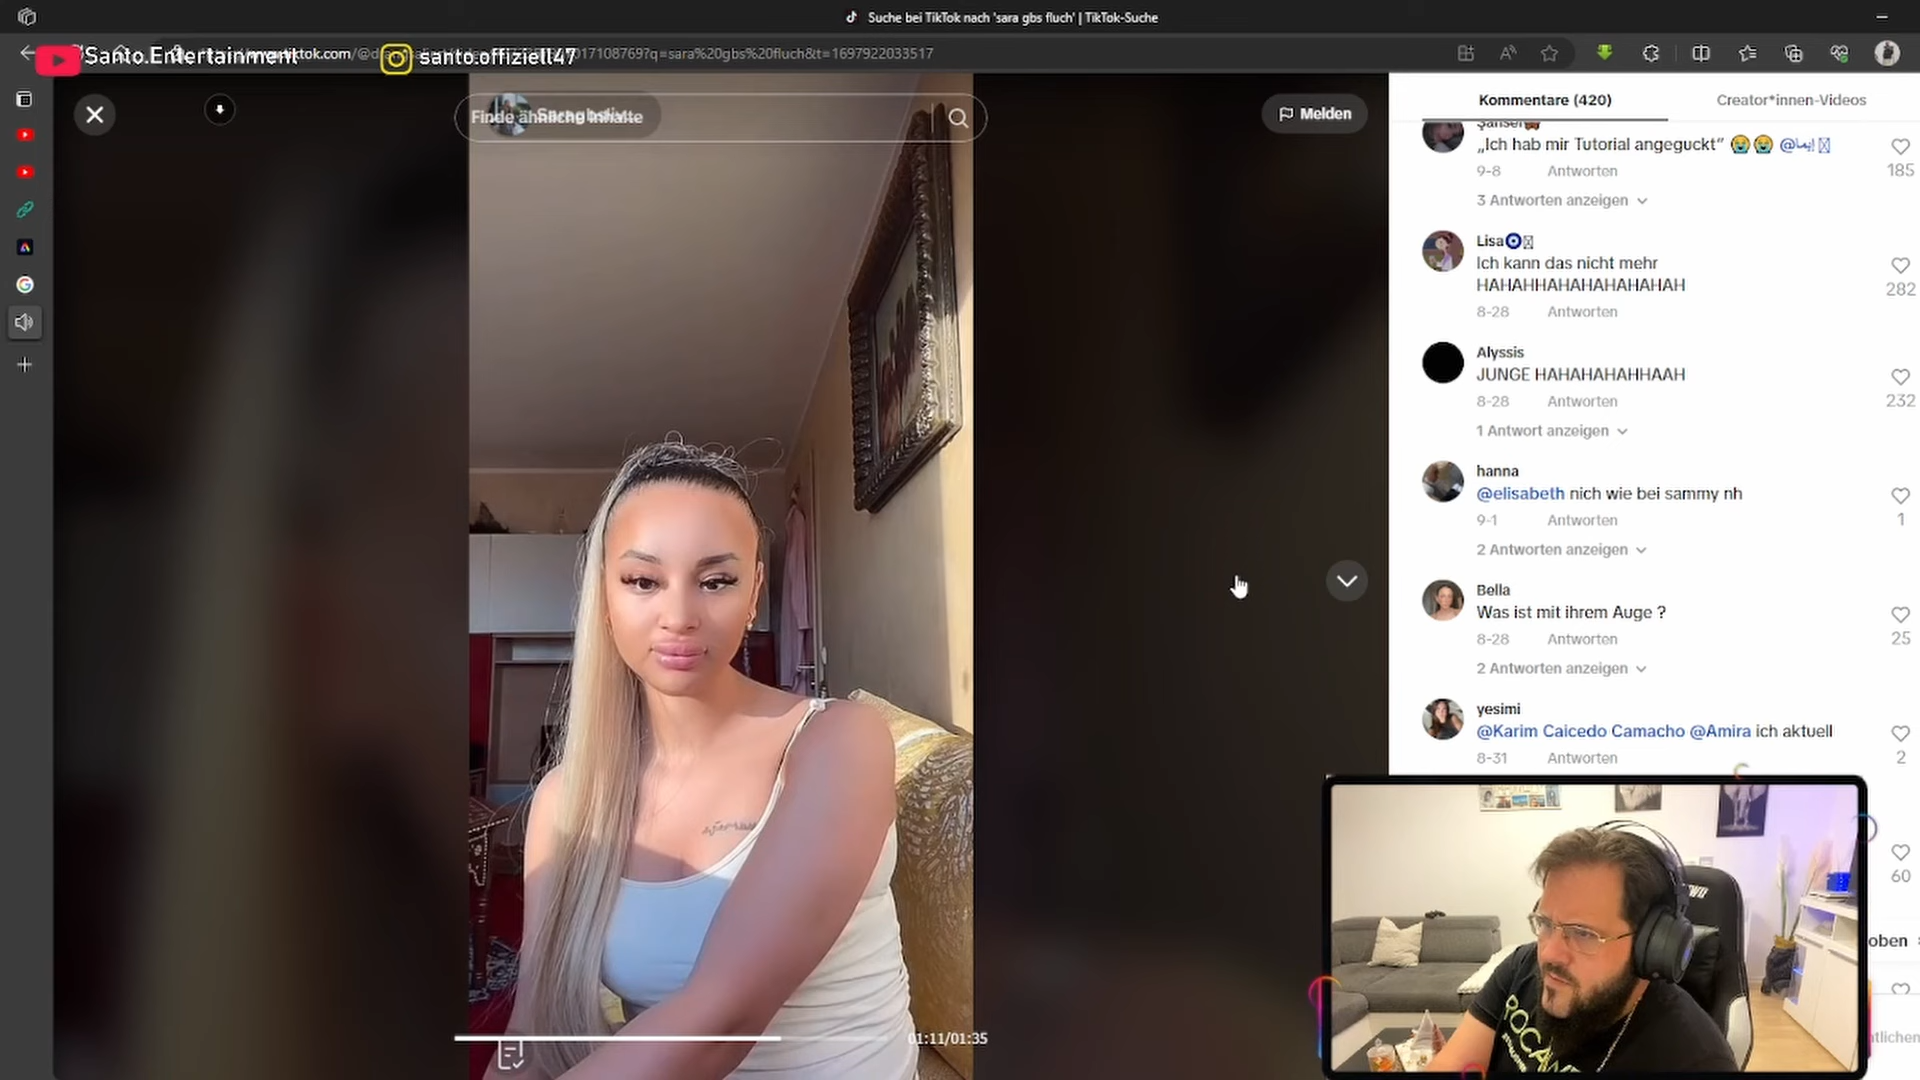 Suche bei TikTok nach 'sara gbs fluch' | TikTok-Suche
Santo.Entertainment
santo.offiziell47
Finde ähnliche Inhalte
Melden
Kommentare (420)
Creator*innen-Videos
„Ich hab mir Tutorial angeguckt“ 😭😭
185
9-8 Antworten
3 Antworten anzeigen
Lisa🧿
Ich kann das nicht mehr
HAHAHHAHAHAHAHAHAH
282
8-28 Antworten
Alyssis
JUNGE HAHAHAHAHHAAH
232
8-28 Antworten
1 Antwort anzeigen
hanna
@elisabeth nich wie bei sammy nh
1
9-1 Antworten
2 Antworten anzeigen
Bella
Was ist mit ihrem Auge ?
25
8-28 Antworten
2 Antworten anzeigen
yesimi
@Karim Caicedo Camacho @Amira ich aktuell
2
8-31 Antworten
60
oben
01:11/01:35